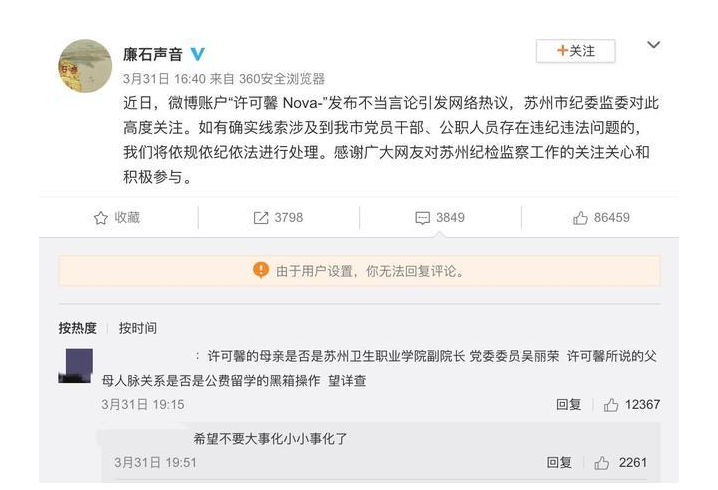 廉石声音
+关注
3月31日 16:40 来自 360安全浏览器
近日，微博账户“许可馨 Nova-”发布不当言论引发网络热议，苏州市纪委监委对此
高度关注。如有确实线索涉及到我市党员干部、公职人员存在违纪违法问题的，
我们将依规依纪依法进行处理。感谢广大网友对苏州纪检监察工作的关注关心和
积极参与。
收藏 3798 3849 86459
由于用户设置，你无法回复评论。
按热度 按时间
：许可馨的母亲是否是苏州卫生职业学院副院长 党委委员吴丽荣 许可馨所说的父
母人脉关系是否是公费留学的黑箱操作 望详查
3月31日 19:15 回复 12367
希望不要大事化小小事化了
3月31日 19:51 回复 2261